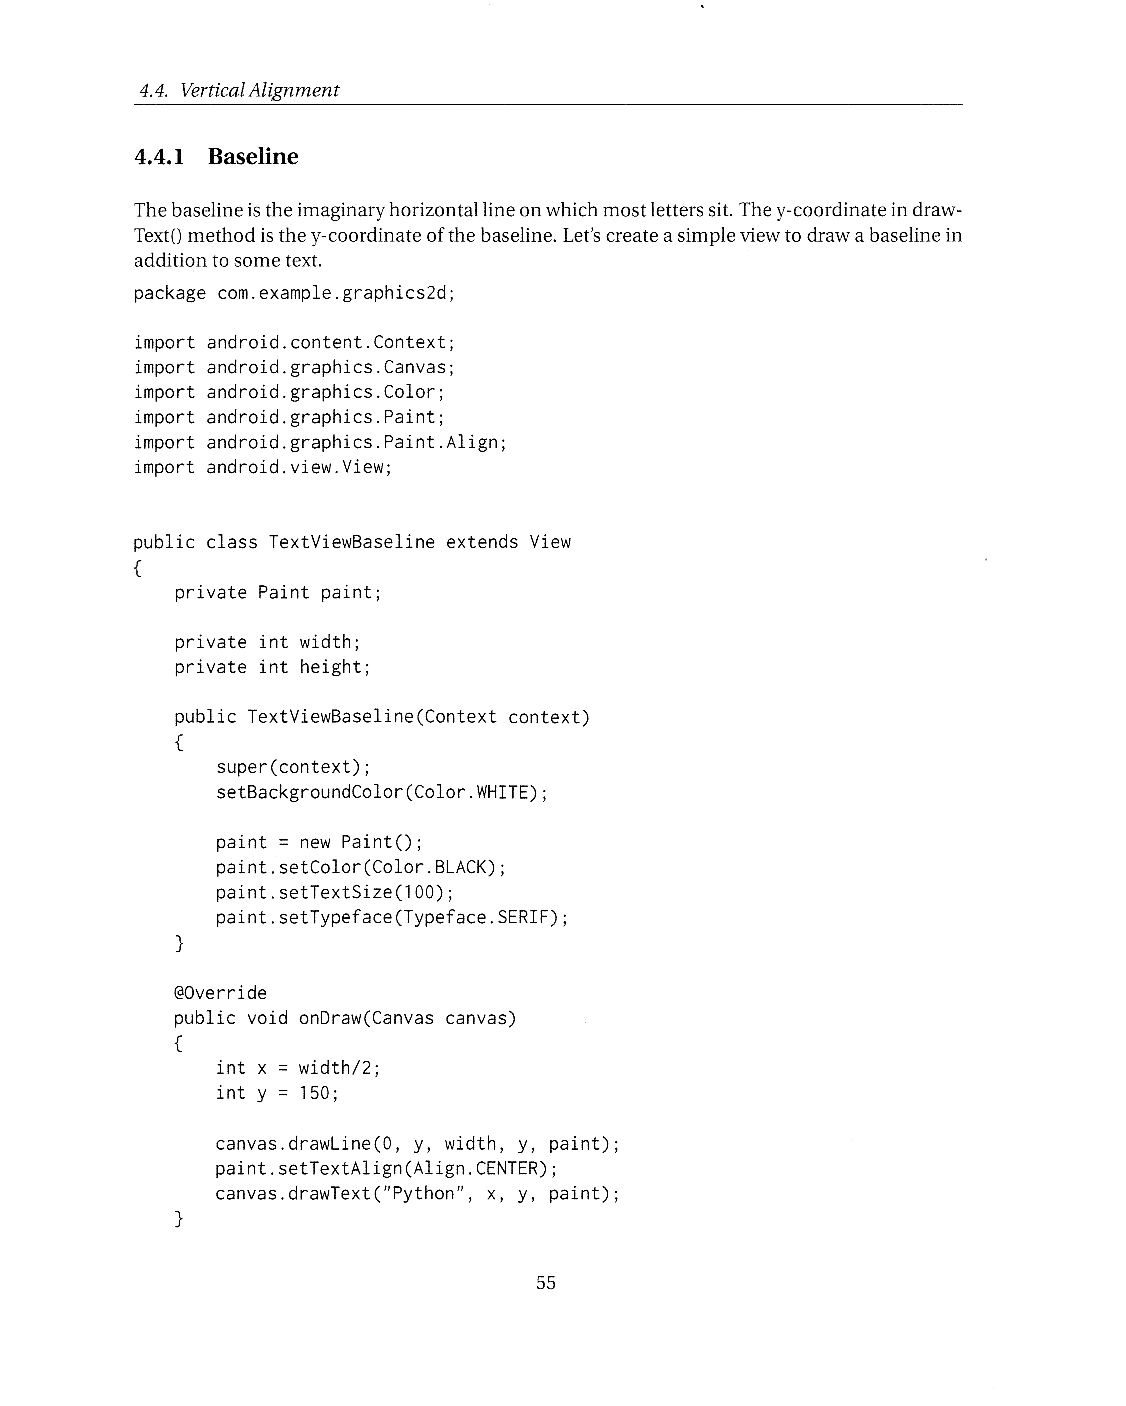 4.4. Vertical Alignment
4.4.1 Baseline
The baseline is the imaginary horizontal line on which most letters sit. The y-coordinate in draw-
Text() method is the y-coordinate of the baseline. Let's create a simple view to draw a baseline in
addition to some text.
package com.example.graphics2d;
import android.content.Context;
import android.graphics.Canvas;
import android.graphics.Color;
import android.graphics.Paint;
import android.graphics.Paint.Align;
import android.view.View;
public class TextViewBaseline extends View
{
    private Paint paint;
    private int width;
    private int height;
    public TextViewBaseline(Context context)
    {
        super(context);
        setBackgroundColor(Color.WHITE);
        paint = new Paint();
        paint.setColor(Color.BLACK);
        paint.setTextSize(100);
        paint.setTypeface(Typeface.SERIF);
    }
    @Override
    public void onDraw(Canvas canvas)
    {
        int x = width/2;
        int y = 150;
        canvas.drawLine(0, y, width, y, paint);
        paint.setTextAlign(Align.CENTER);
        canvas.drawText("Python", x, y, paint);
    }
55